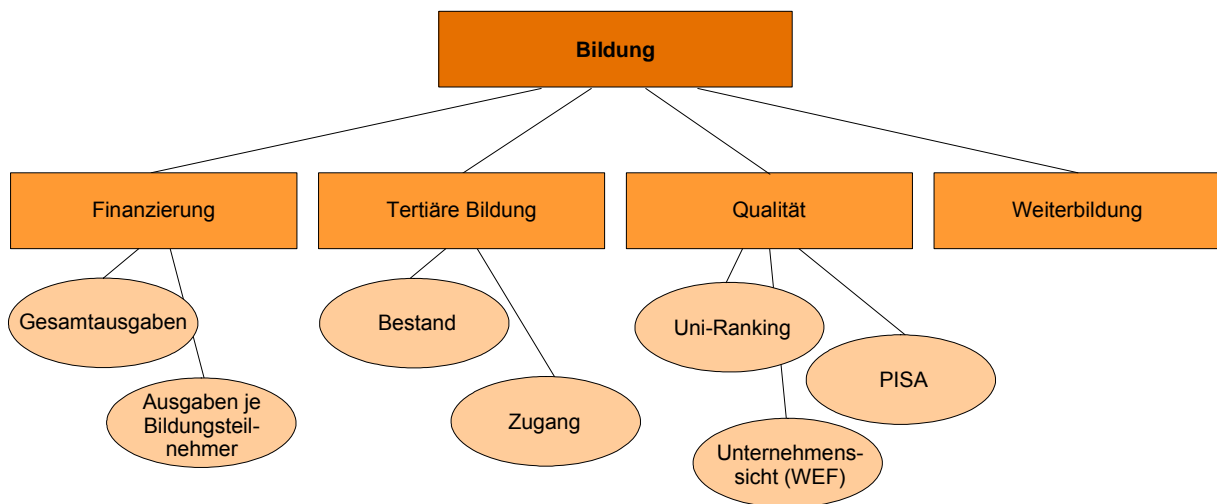 Bildung
Finanzierung
Tertiäre Bildung
Qualität
Weiterbildung
Gesamtausgaben
Ausgaben je
Bildungsteil-
nehmer
Bestand
Zugang
Uni-Ranking
Unternehmens-
sicht (WEF)
PISA